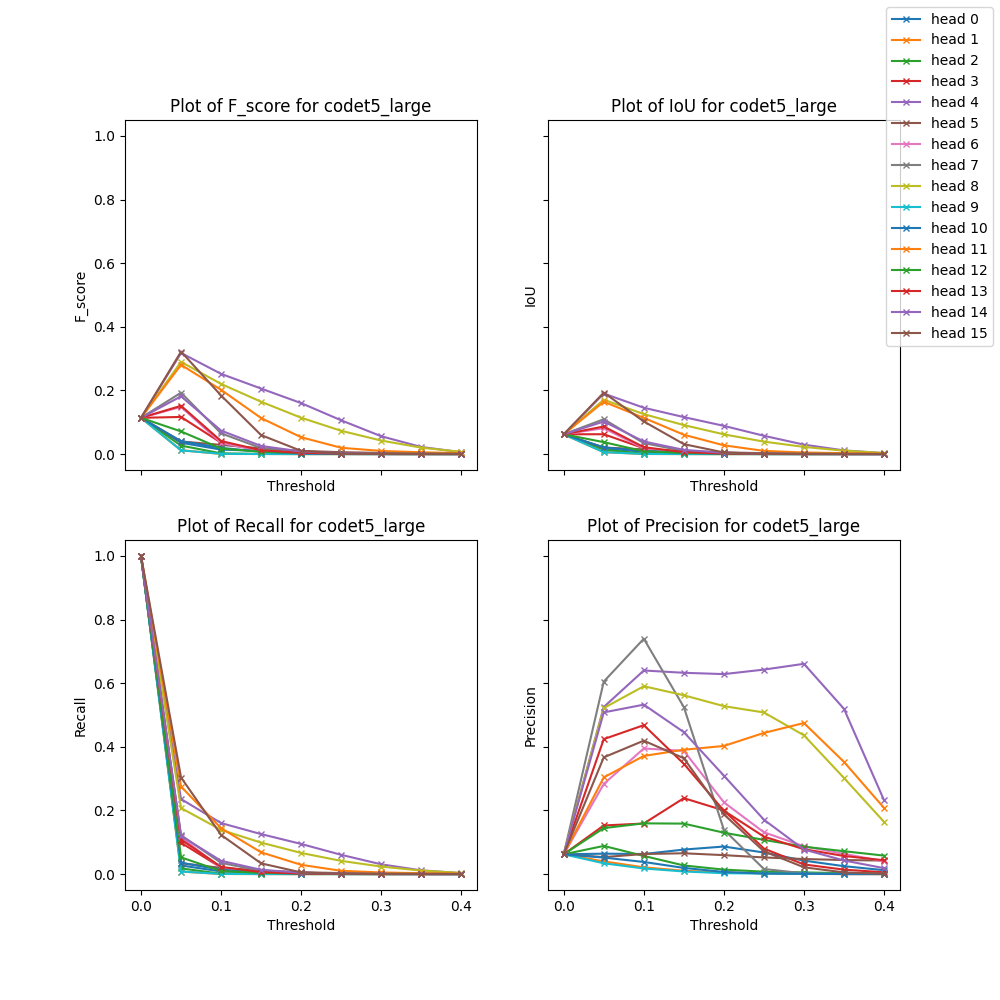 head 0
head 1
head 2
head 3
head 4
head 5
head 6
head 7
head 8
head 9
head 10
head 11
head 12
head 13
head 14
head 15
Plot of F_score for codet5_large
1.0
0.8
0.6
0.4
0.2
0.0
F_score
Threshold
Plot of IoU for codet5_large
IoU
Threshold
Plot of Recall for codet5_large
1.0
0.8
0.6
0.4
0.2
0.0
Recall
0.0 0.1 0.2 0.3 0.4
Threshold
Plot of Precision for codet5_large
Precision
0.0 0.1 0.2 0.3 0.4
Threshold